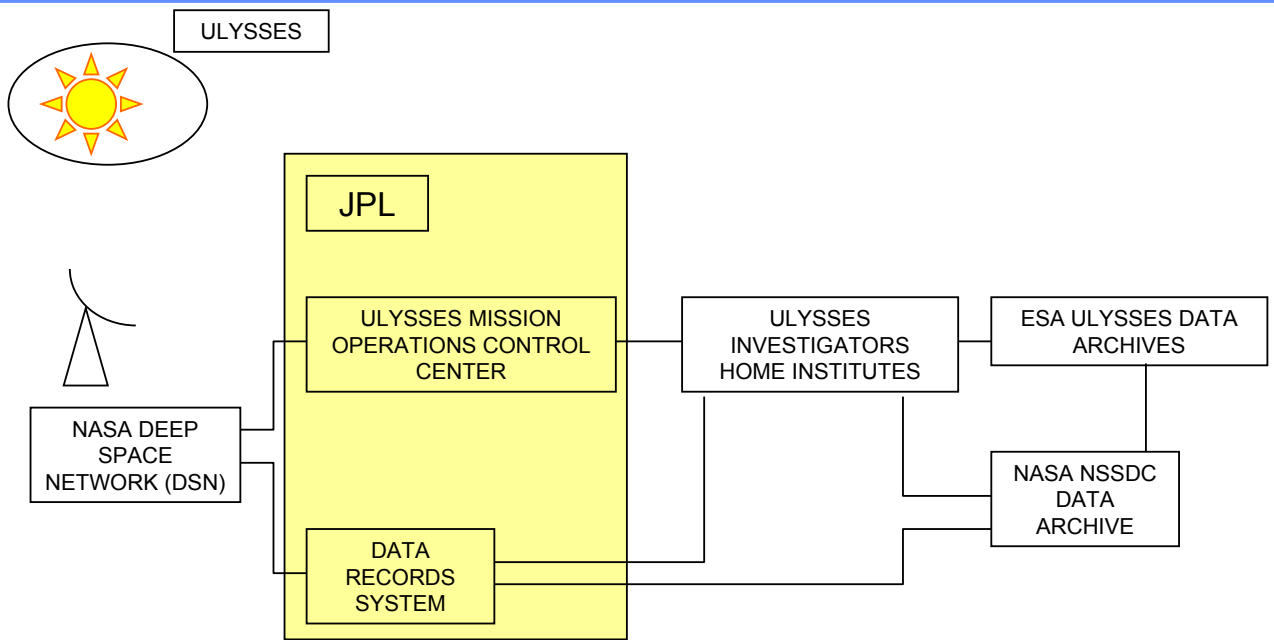 ULYSSES
JPL
ULYSSES MISSION
OPERATIONS CONTROL
CENTER
ULYSSES
INVESTIGATORS
HOME INSTITUTES
ESA ULYSSES DATA
ARCHIVES
NASA DEEP
SPACE
NETWORK (DSN)
NASA NSSDC
DATA
ARCHIVE
DATA
RECORDS
SYSTEM